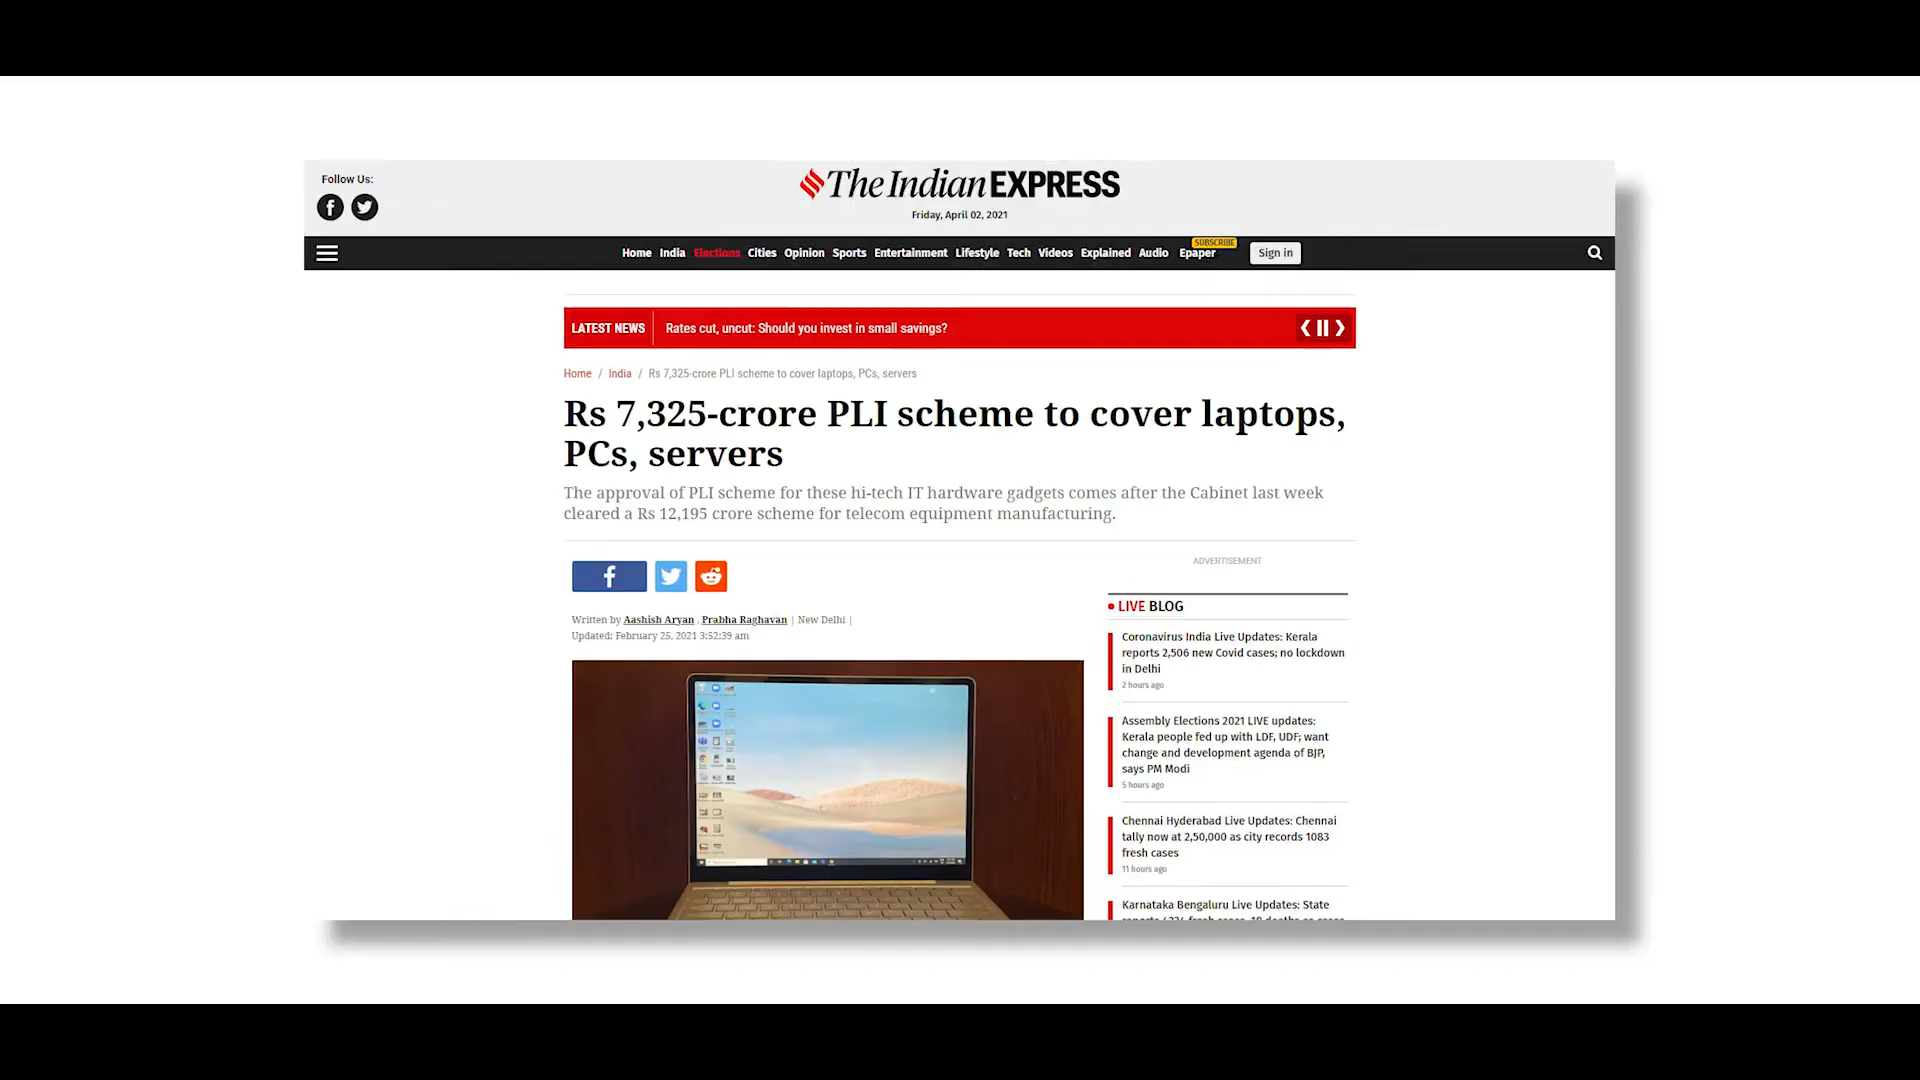 Follow Us:
The Indian EXPRESS
Friday, April 02, 2021
Home India Elections Cities Opinion Sports Entertainment Lifestyle Tech Videos Explained Audio Epaper SUBSCRIBE Sign in
LATEST NEWS Rates cut, uncut: Should you invest in small savings?
Home / India / Rs 7,325-crore PLI scheme to cover laptops, PCs, servers
Rs 7,325-crore PLI scheme to cover laptops,
PCs, servers
The approval of PLI scheme for these hi-tech IT hardware gadgets comes after the Cabinet last week
cleared a Rs 12,195 crore scheme for telecom equipment manufacturing.
Written by Aashish Aryan , Prabha Raghavan | New Delhi |
Updated: February 25, 2021 3:52:39 am
ADVERTISEMENT
LIVE BLOG
Coronavirus India Live Updates: Kerala
reports 2,506 new Covid cases; no lockdown
in Delhi
2 hours ago
Assembly Elections 2021 LIVE updates:
Kerala people fed up with LDF, UDF; want
change and development agenda of BJP,
says PM Modi
5 hours ago
Chennai Hyderabad Live Updates: Chennai
tally now at 2,50,000 as city records 1083
fresh cases
11 hours ago
Karnataka Bengaluru Live Updates: State